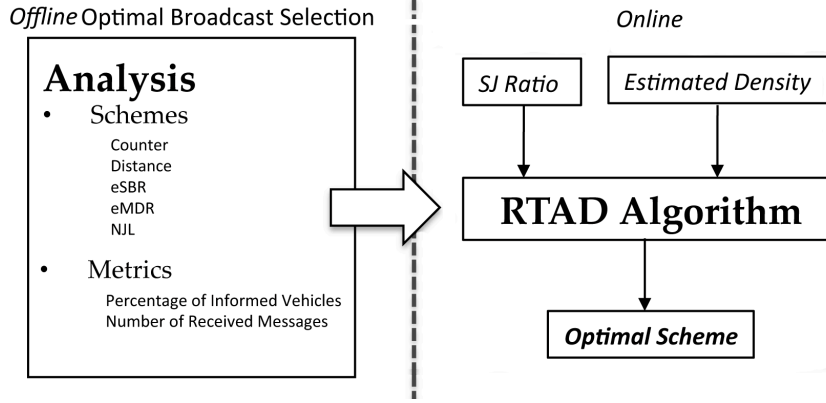 Offline Optimal Broadcast Selection
Analysis
• Schemes
Counter
Distance
eSBR
eMDR
NJL
• Metrics
Percentage of Informed Vehicles
Number of Received Messages
Online
SJ Ratio
Estimated Density
RTAD Algorithm
Optimal Scheme